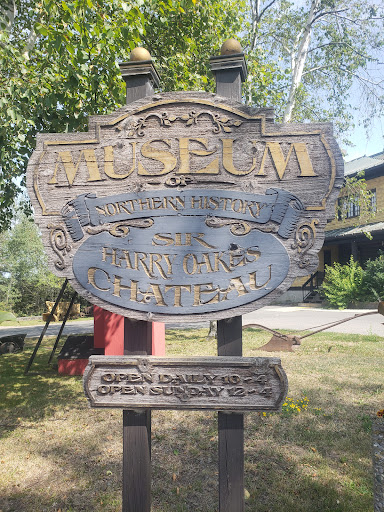 MUSEUM
NORTHERN HISTORY
SIR
HARRY OAKES
CHATEAU
OPEN DAILY 10-4
OPEN SUNDAY 12-4